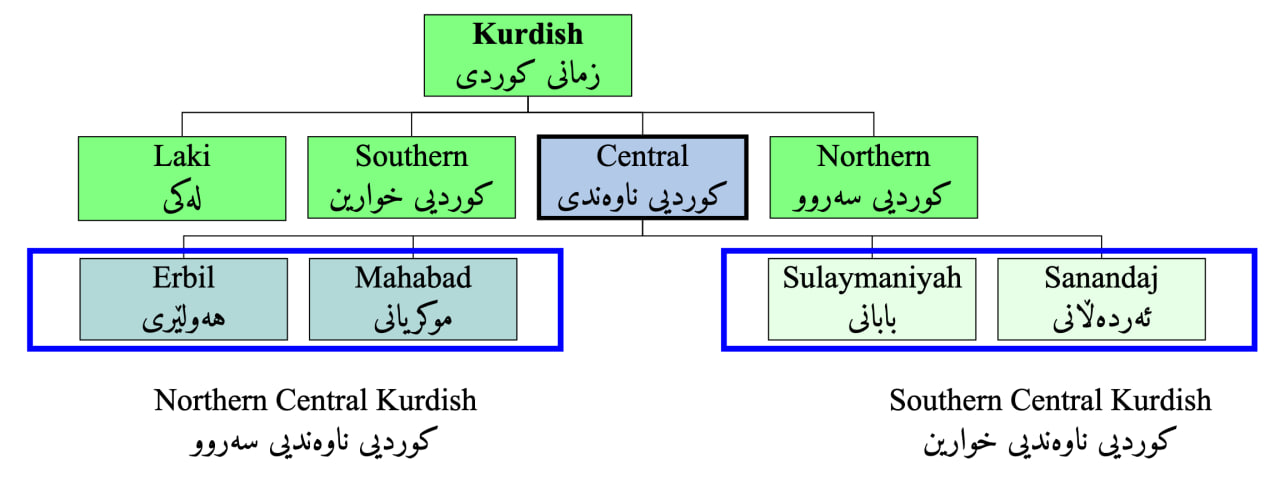 Kurdish
زمانی کوردی
Laki
لەکی
Southern
کوردیی خوارین
Central
کوردیی ناوەندی
Northern
کوردیی سەروو
Erbil
هەولێری
Mahabad
موکریانی
Sulaymaniyah
بابانی
Sanandaj
ئەردەڵانی
Northern Central Kurdish
کوردیی ناوەندیی سەروو
Southern Central Kurdish
کوردیی ناوەندیی خوارین